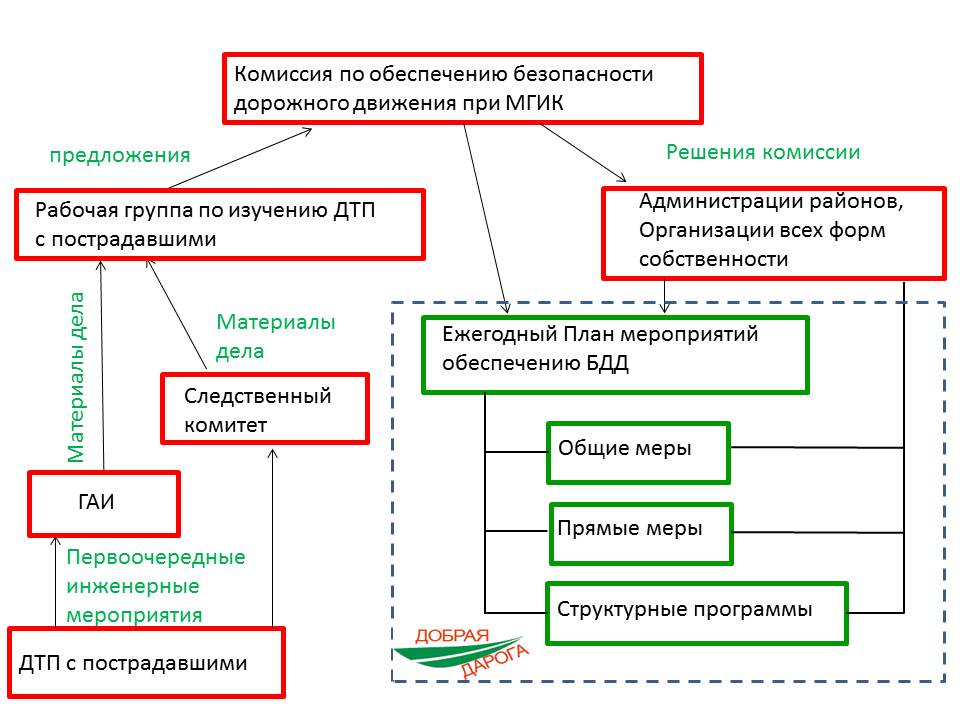 Комиссия по обеспечению безопасности
дорожного движения при МГИК
предложения
Решения комиссии
Рабочая группа по изучению ДТП
с пострадавшими
Администрации районов,
Организации всех форм
собственности
Материалы дела
Материалы
дела
Ежегодный План мероприятий
обеспечению БДД
Следственный
комитет
Общие меры
ГАИ
Прямые меры
Первоочередные
инженерные
мероприятия
Структурные программы
ДТП с пострадавшими
ДОБРАЯ
ДАРОГА